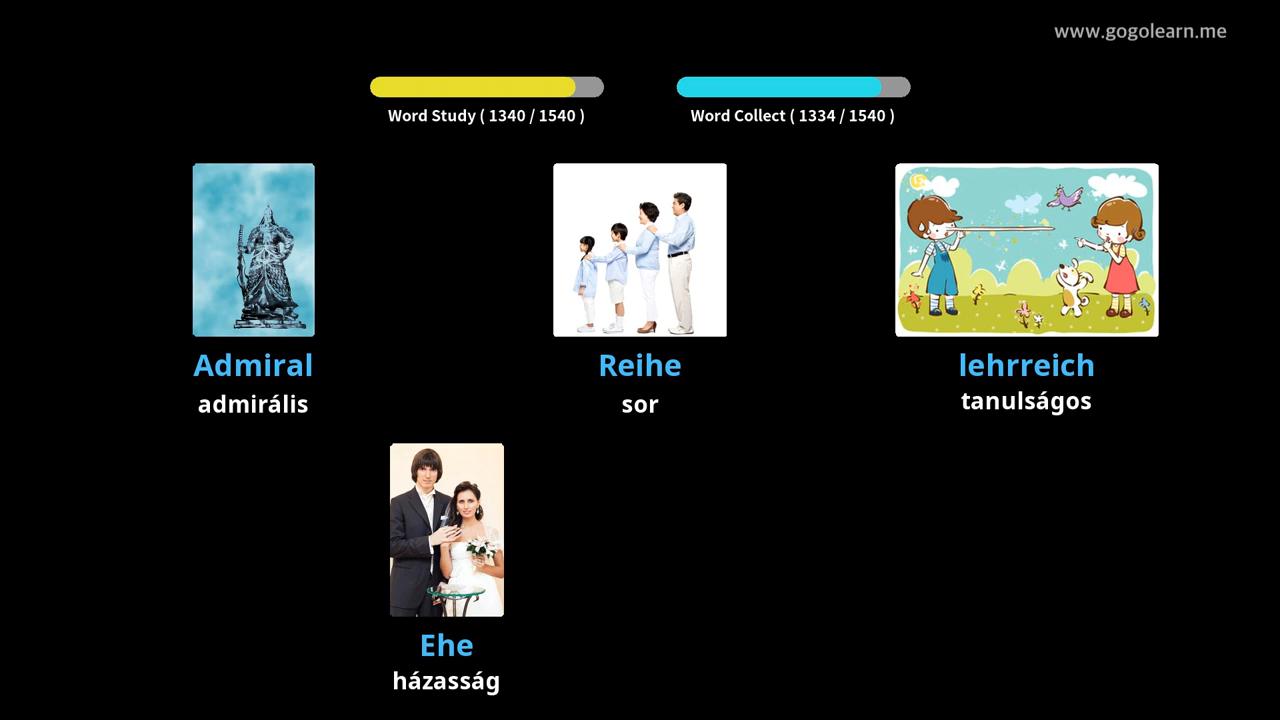 www.gogolearn.me
Word Study ( 1340 / 1540 )
Word Collect ( 1334 / 1540 )
Admiral
admirális
Reihe
sor
lehrreich
tanulságos
Ehe
házasság